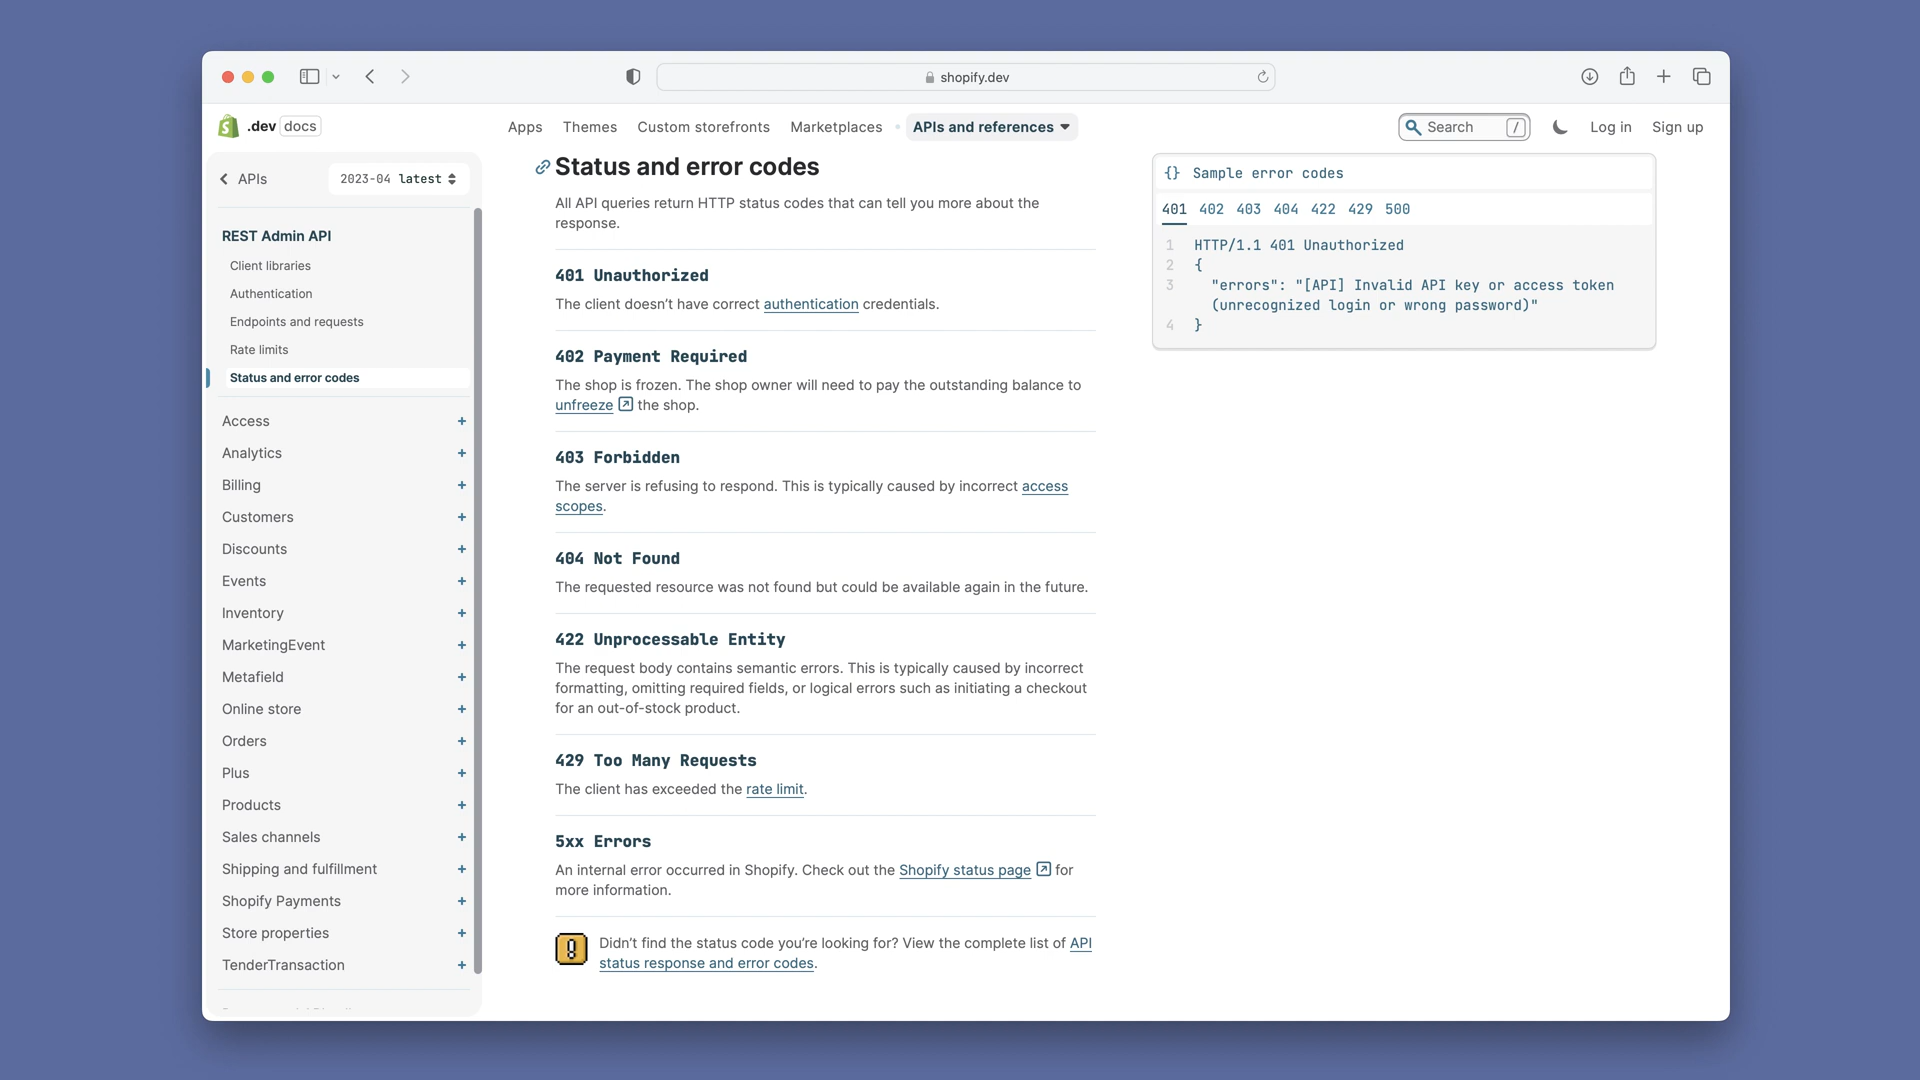 shopify.dev
.dev docs
Apps Themes Custom storefronts Marketplaces APIs and references
Search /
Log in Sign up
APIs
2023-04 latest
REST Admin API
Client libraries
Authentication
Endpoints and requests
Rate limits
Status and error codes
Access +
Analytics +
Billing +
Customers +
Discounts +
Events +
Inventory +
MarketingEvent +
Metafield +
Online store +
Orders +
Plus +
Products +
Sales channels +
Shipping and fulfillment +
Shopify Payments +
Store properties +
TenderTransaction +
Status and error codes
All API queries return HTTP status codes that can tell you more about the
response.
401 Unauthorized
The client doesn’t have correct authentication credentials.
402 Payment Required
The shop is frozen. The shop owner will need to pay the outstanding balance to
unfreeze the shop.
403 Forbidden
The server is refusing to respond. This is typically caused by incorrect access
scopes.
404 Not Found
The requested resource was not found but could be available again in the future.
422 Unprocessable Entity
The request body contains semantic errors. This is typically caused by incorrect
formatting, omitting required fields, or logical errors such as initiating a checkout
for an out-of-stock product.
429 Too Many Requests
The client has exceeded the rate limit.
5xx Errors
An internal error occurred in Shopify. Check out the Shopify status page for
more information.
Didn’t find the status code you’re looking for? View the complete list of API
status response and error codes.
{} Sample error codes
401 402 403 404 422 429 500
1 HTTP/1.1 401 Unauthorized
2 {
3 "errors": "[API] Invalid API key or access token
(unrecognized login or wrong password)"
4 }